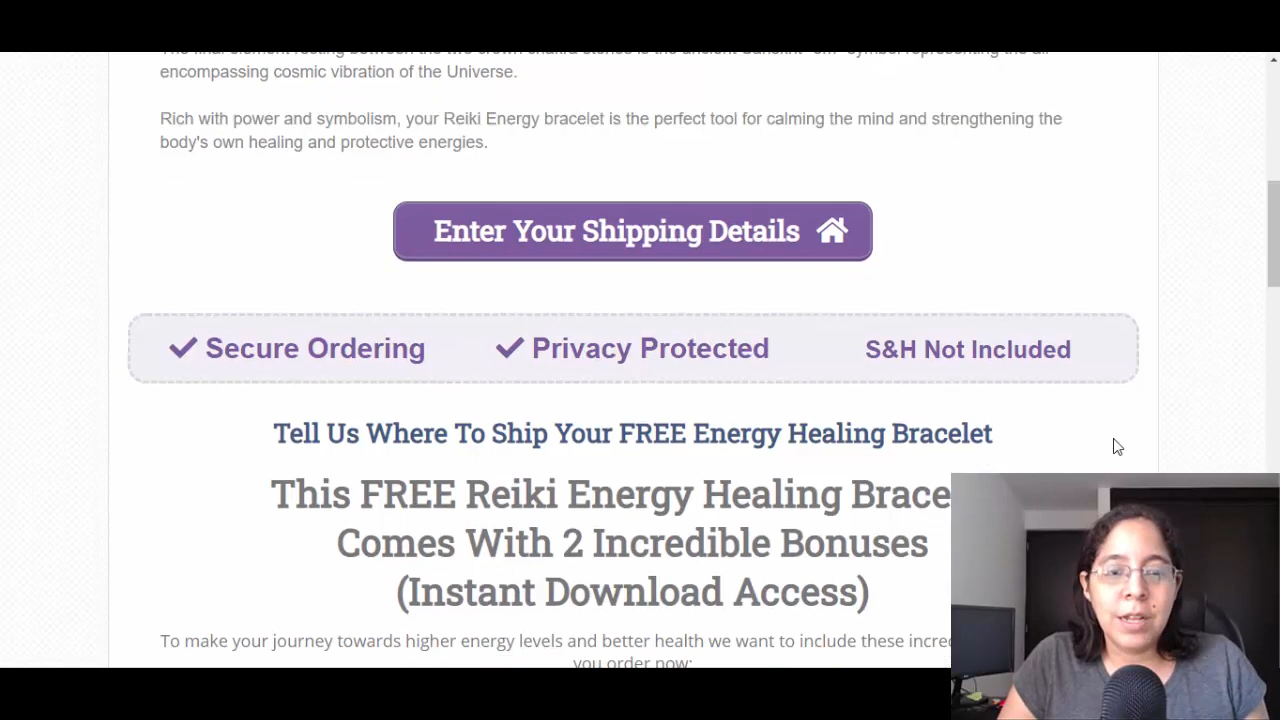 encompassing cosmic vibration of the Universe.
Rich with power and symbolism, your Reiki Energy bracelet is the perfect tool for calming the mind and strengthening the
body's own healing and protective energies.
Enter Your Shipping Details
Secure Ordering
Privacy Protected
S&H Not Included
Tell Us Where To Ship Your FREE Energy Healing Bracelet
This FREE Reiki Energy Healing Brace
Comes With 2 Incredible Bonuses
(Instant Download Access)
To make your journey towards higher energy levels and better health we want to include these incre
you order now: